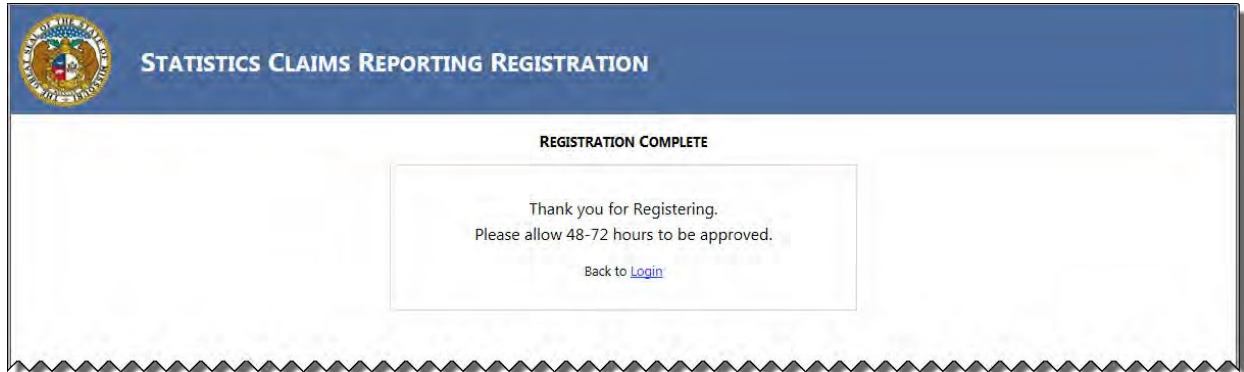 STATISTICS CLAIMS REPORTING REGISTRATION
REGISTRATION COMPLETE
Thank you for Registering.
Please allow 48-72 hours to be approved.
Back to Login